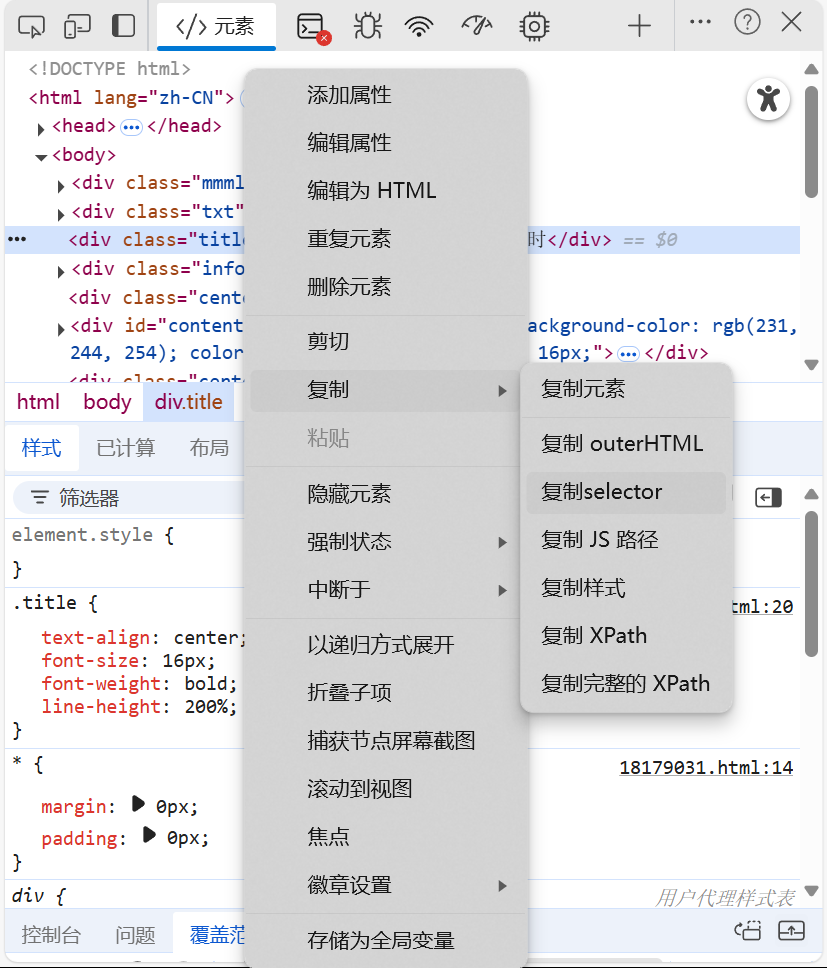 </> 元素
<!DOCTYPE html>
<html lang="zh-CN">
<head> ••• </head>
<body>
<div class="mmml
<div class="txt"
••• <div class="title 时</div> == $0
<div class="info
<div class="cente
<div id="content ackground-color: rgb(231,
244, 254); color 16px;"> ••• </div>
<div class="cent
html body div.title
样式 已计算 布局
筛选器
element.style {
}
.title { tml:20
text-align: center;
font-size: 16px;
font-weight: bold;
line-height: 200%;
}
* { 18179031.html:14
margin: 0px;
padding: 0px;
}
div { 用户代理样式表
控制台 问题 覆盖范
添加属性
编辑属性
编辑为 HTML
重复元素
删除元素
剪切
复制
粘贴
隐藏元素
强制状态
中断于
以递归方式展开
折叠子项
捕获节点屏幕截图
滚动到视图
焦点
徽章设置
存储为全局变量
复制元素
复制 outerHTML
复制selector
复制 JS 路径
复制样式
复制 XPath
复制完整的 XPath